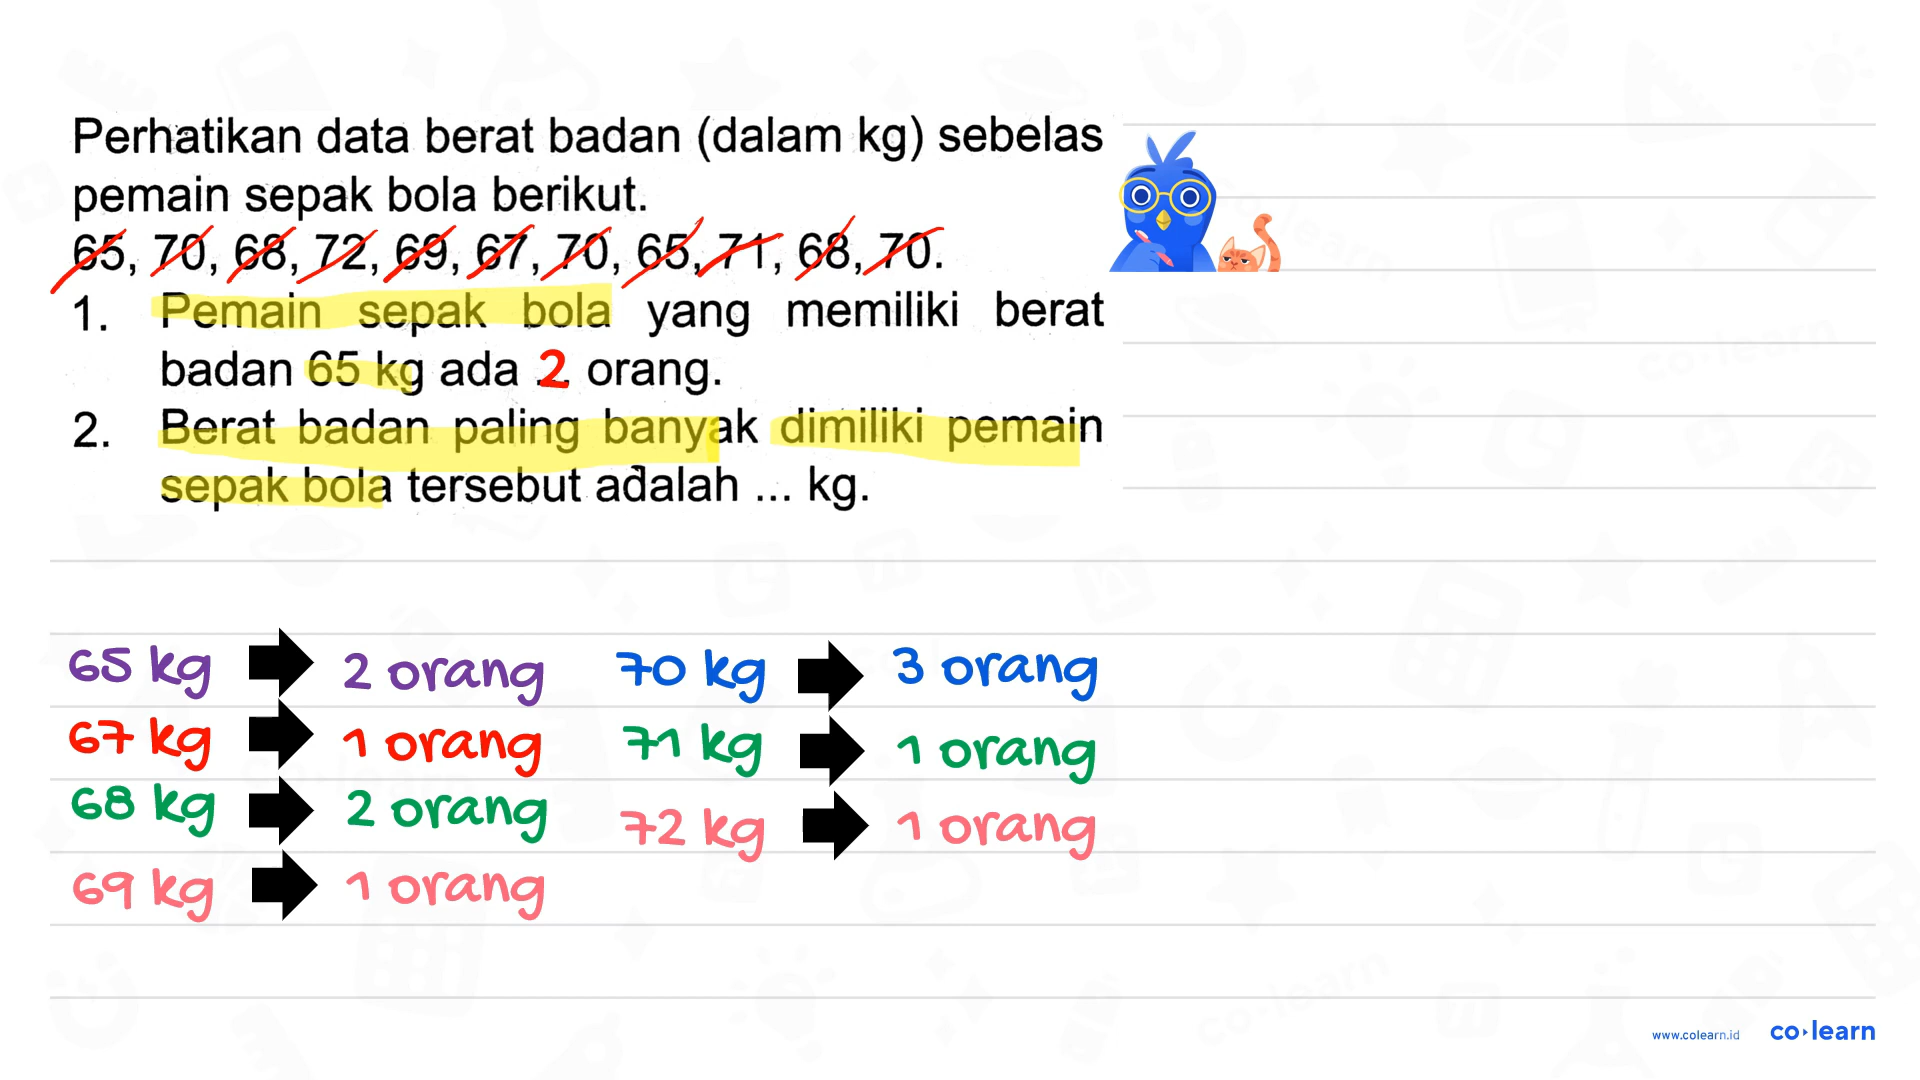 Perhatikan data berat badan (dalam kg) sebelas
pemain sepak bola berikut.
65, 70, 68, 72, 69, 67, 70, 65, 71, 68, 70.
1. Pemain sepak bola yang memiliki berat
badan 65 kg ada 2 orang.
2. Berat badan paling banyak dimiliki pemain
sepak bola tersebut adalah ... kg.
65 kg 2 orang 70 kg 3 orang
67 kg 1 orang 71 kg 1 orang
68 kg 2 orang 72 kg 1 orang
69 kg 1 orang
www.colearn.id co·learn